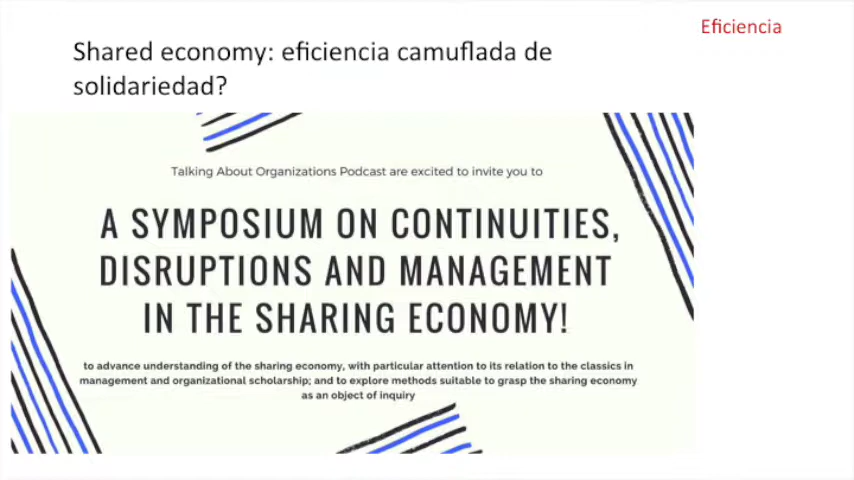 Eficiencia
Shared economy: eficiencia camuflada de
solidariedad?
Talking About Organizations Podcast are excited to invite you to
A SYMPOSIUM ON CONTINUITIES,
DISRUPTIONS AND MANAGEMENT
IN THE SHARING ECONOMY!
to advance understanding of the sharing economy, with particular attention to its relation to the classics in
management and organizational scholarship; and to explore methods suitable to grasp the sharing economy
as an object of inquiry